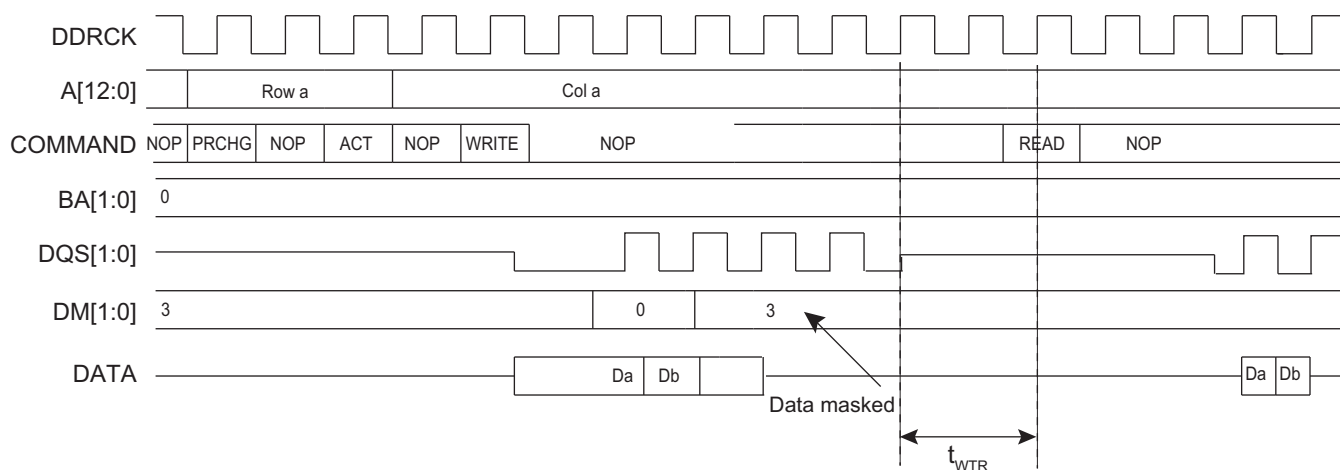 DDRCK
A[12:0] Row a Col a
COMMAND NOP PRCHG NOP ACT NOP WRITE NOP READ NOP
BA[1:0] 0
DQS[1:0]
DM[1:0] 3 0 3
DATA Da Db Da Db
Data masked
tWTR